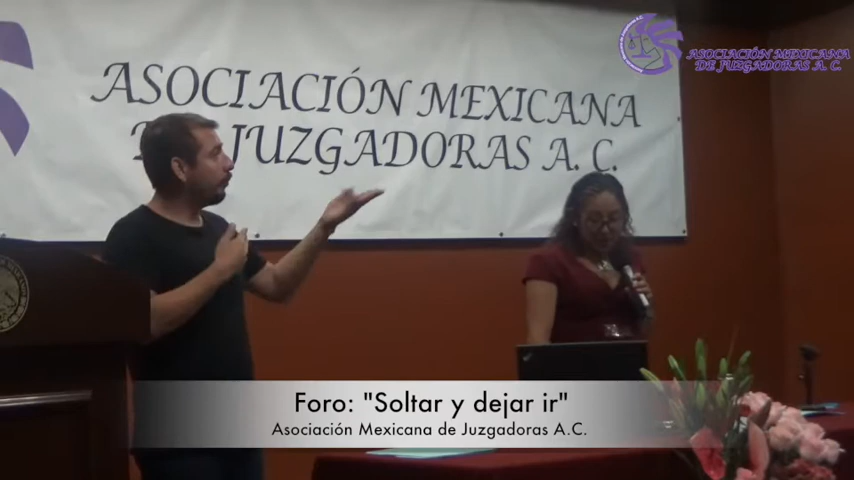 ASOCIACIÓN MEXICANA
DE JUZGADORAS A. C.
ASOCIACIÓN MEXICANA
JUZGADORAS A. C.
Foro: "Soltar y dejar ir"
Asociación Mexicana de Juzgadoras A.C.